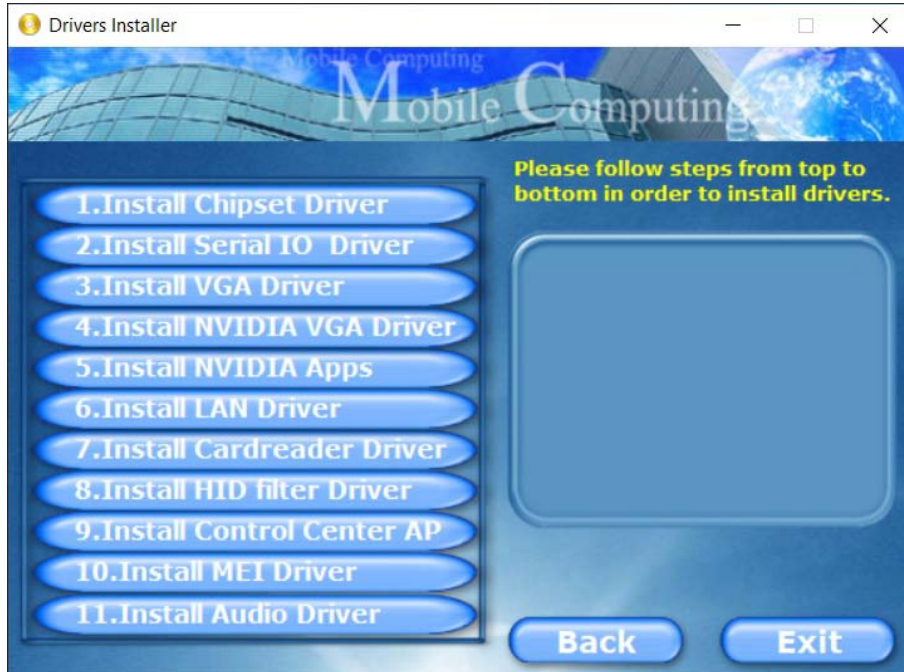 Drivers Installer
Mobile Computing
Mobile Computing
Please follow steps from top to
bottom in order to install drivers.
1.Install Chipset Driver
2.Install Serial IO  Driver
3.Install VGA Driver
4.Install NVIDIA VGA Driver
5.Install NVIDIA Apps
6.Install LAN Driver
7.Install Cardreader Driver
8.Install HID filter Driver
9.Install Control Center AP
10.Install MEI Driver
11.Install Audio Driver
Back
Exit